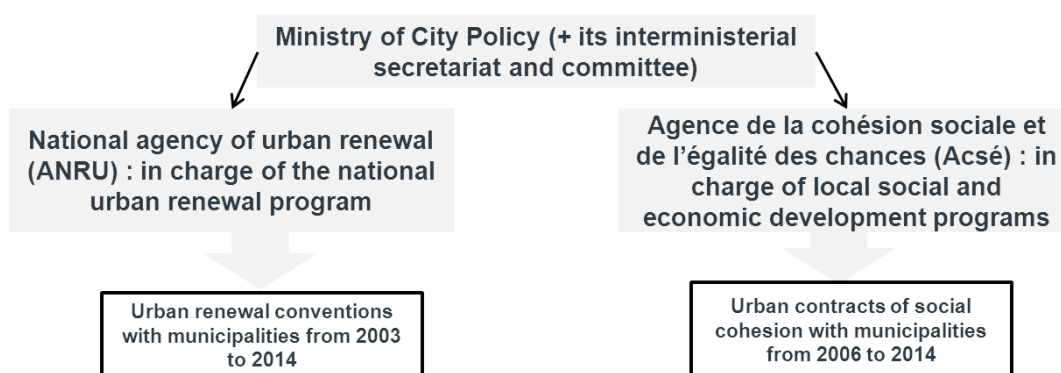 Ministry of City Policy (+ its interministerial
secretariat and committee)
National agency of urban renewal
(ANRU) : in charge of the national
urban renewal program
Agence de la cohésion sociale et
de l’égalité des chances (Acsé) : in
charge of local social and
economic development programs
Urban renewal conventions
with municipalities from 2003
to 2014
Urban contracts of social
cohesion with municipalities
from 2006 to 2014